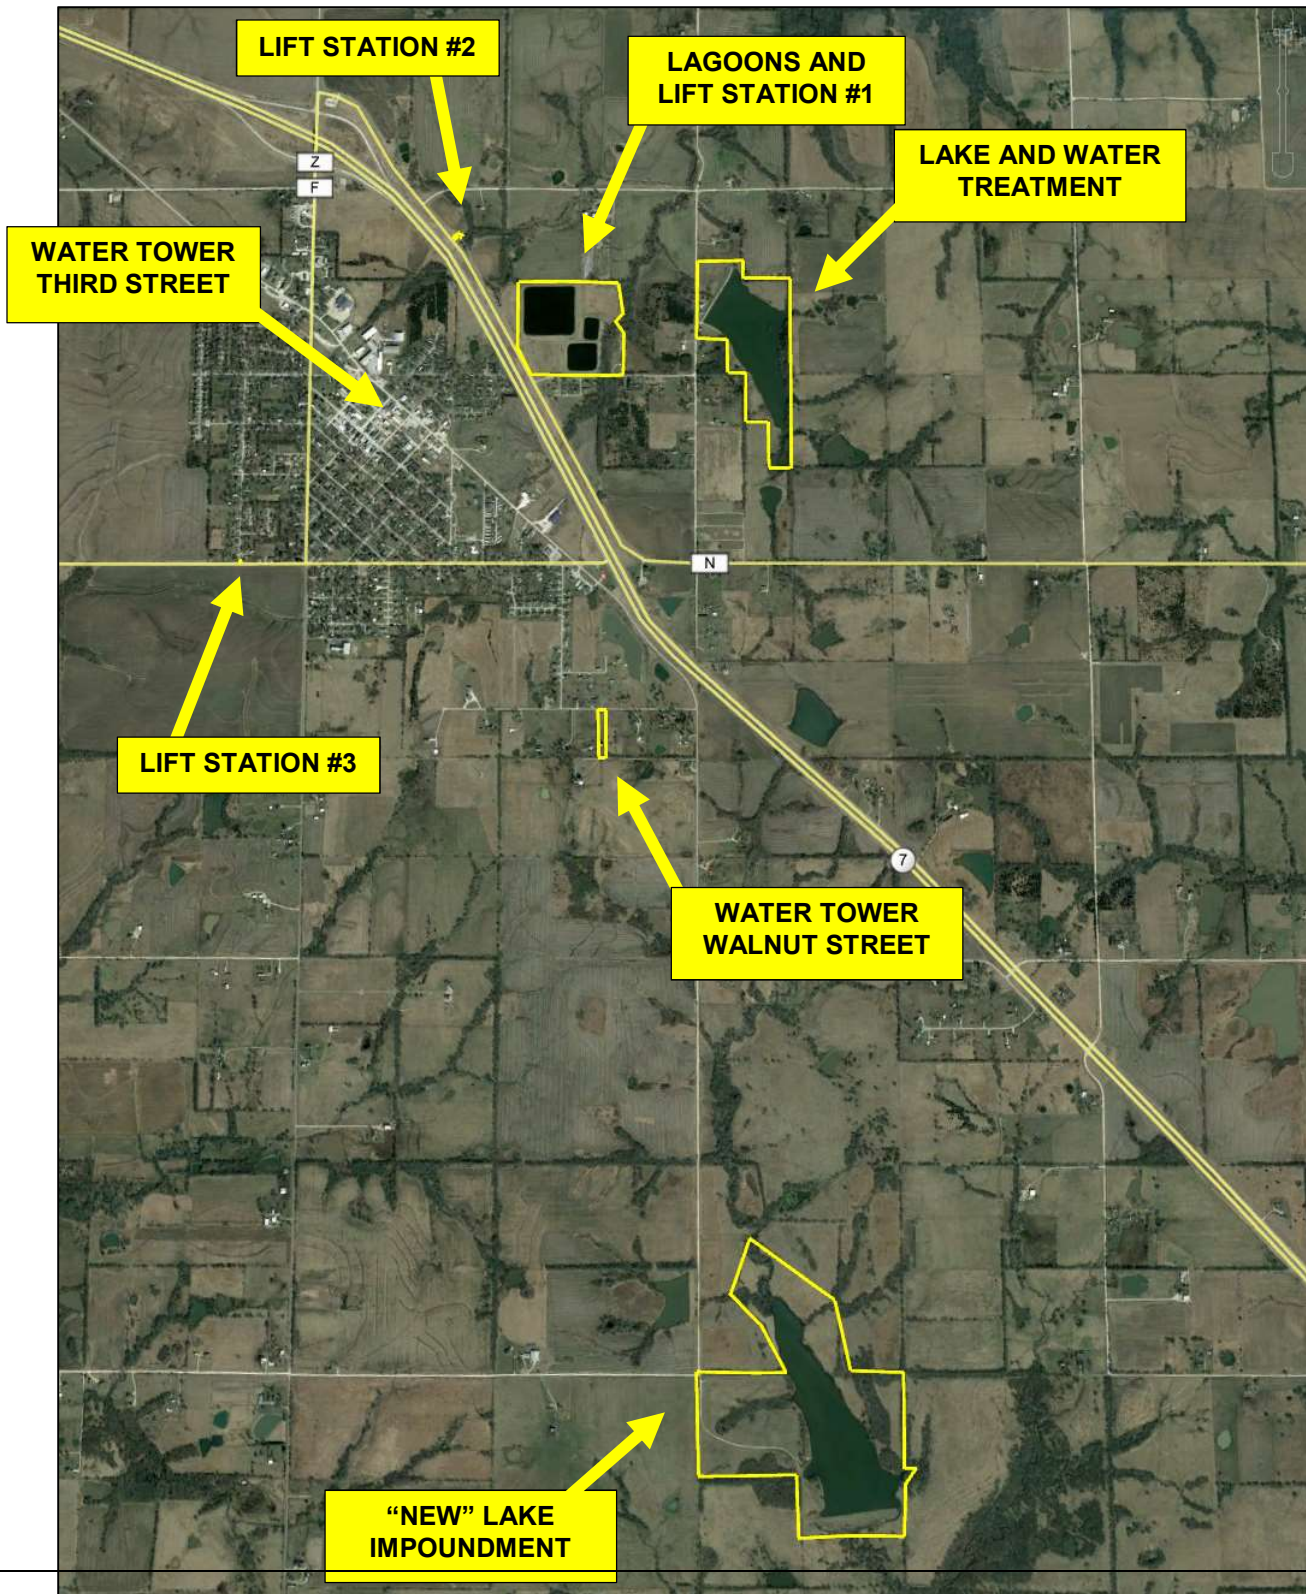 LIFT STATION #2
LAGOONS AND
LIFT STATION #1
LAKE AND WATER
TREATMENT
Z
F
WATER TOWER
THIRD STREET
N
LIFT STATION #3
7
WATER TOWER
WALNUT STREET
“NEW” LAKE
IMPOUNDMENT